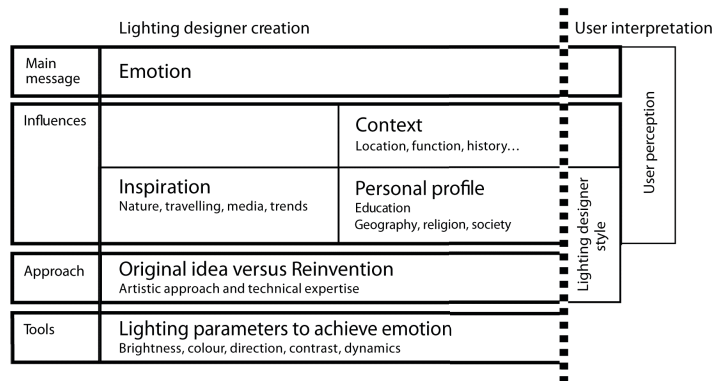 Lighting designer creation
User interpretation
Main
message
Emotion
Influences
Context
Location, function, history...
Inspiration
Nature, travelling, media, trends
Personal profile
Education
Geography, religion, society
User perception
Lighting designer
style
Approach
Original idea versus Reinvention
Artistic approach and technical expertise
Tools
Lighting parameters to achieve emotion
Brightness, colour, direction, contrast, dynamics